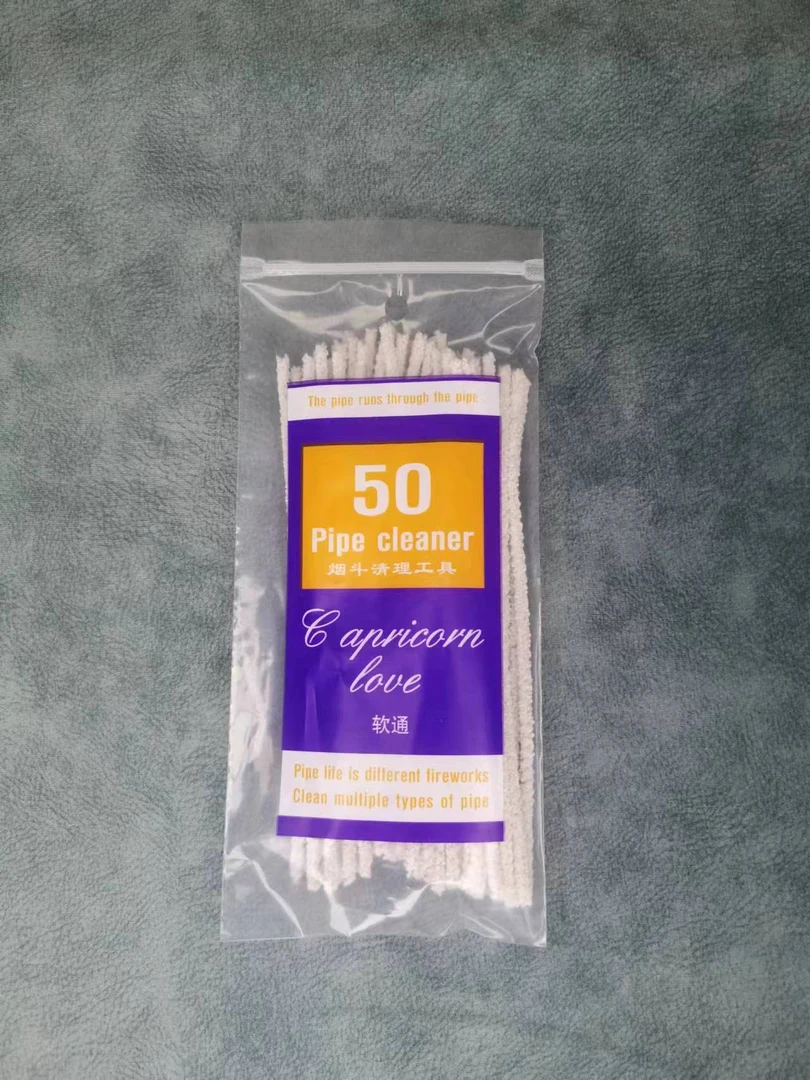 The pipe runs through the pipe
50
Pipe cleaner
烟斗清理工具
Capricorn
love
软通
Pipe life is different fireworks
Clean multiple types of pipe